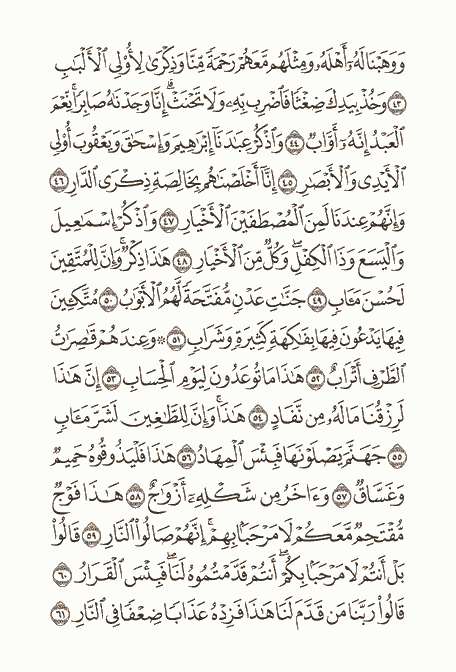 وَوَهَبْنَا لَهُۥٓ أَهْلَهُۥ وَمِثْلَهُم مَّعَهُمْ رَحْمَةً مِّنَّا وَذِكْرَىٰ لِأُو۟لِى ٱلْأَلْبَٰبِ
٤٣ وَخُذْ بِيَدِكَ ضِغْثًا فَٱضْرِب بِّهِۦ وَلَا تَحْنَثْ ۗ إِنَّا وَجَدْنَٰهُ صَابِرًا ۚ نِّعْمَ
ٱلْعَبْدُ ۖ إِنَّهُۥٓ أَوَّابٌ ٤٤ وَٱذْكُرْ عِبَٰدَنَآ إِبْرَٰهِيمَ وَإِسْحَٰقَ وَيَعْقُوبَ أُو۟لِى
ٱلْأَيْدِى وَٱلْأَبْصَٰرِ ٤٥ إِنَّآ أَخْلَصْنَٰهُم بِخَالِصَةٍ ذِكْرَى ٱلدَّارِ ٤٦
وَإِنَّهُمْ عِندَنَا لَمِنَ ٱلْمُصْطَفَيْنَ ٱلْأَخْيَارِ ٤٧ وَٱذْكُرْ إِسْمَٰعِيلَ
وَٱلْيَسَعَ وَذَا ٱلْكِفْلِ ۖ وَكُلٌّ مِّنَ ٱلْأَخْيَارِ ٤٨ هَٰذَا ذِكْرٌ ۚ وَإِنَّ لِلْمُتَّقِينَ
لَحُسْنَ مَـَٔابٍ ٤٩ جَنَّٰتِ عَدْنٍ مُّفَتَّحَةً لَّهُمُ ٱلْأَبْوَٰبُ ٥٠ مُتَّكِـِٔينَ
فِيهَا يَدْعُونَ فِيهَا بِفَٰكِهَةٍ كَثِيرَةٍ وَشَرَابٍ ٥١ ۞ وَعِندَهُمْ قَٰصِرَٰتُ
ٱلطَّرْفِ أَتْرَابٌ ٥٢ هَٰذَا مَا تُوعَدُونَ لِيَوْمِ ٱلْحِسَابِ ٥٣ إِنَّ هَٰذَا
لَرِزْقُنَا مَا لَهُۥ مِن نَّفَادٍ ٥٤ هَٰذَا ۚ وَإِنَّ لِلطَّٰغِينَ لَشَرَّ مَـَٔابٍ
٥٥ جَهَنَّمَ يَصْلَوْنَهَا فَبِئْسَ ٱلْمِهَادُ ٥٦ هَٰذَا فَلْيَذُوقُوهُ حَمِيمٌ
وَغَسَّاقٌ ٥٧ وَءَاخَرُ مِن شَكْلِهِۦٓ أَزْوَٰجٌ ٥٨ هَٰذَا فَوْجٌ
مُّقْتَحِمٌ مَّعَكُمْ ۖ لَا مَرْحَبًۢا بِهِمْ ۚ إِنَّهُمْ صَالُوا۟ ٱلنَّارِ ٥٩ قَالُوا۟
بَلْ أَنتُمْ لَا مَرْحَبًۢا بِكُمْ ۖ أَنتُمْ قَدَّمْتُمُوهُ لَنَا ۖ فَبِئْسَ ٱلْقَرَارُ ٦٠
قَالُوا۟ رَبَّنَا مَن قَدَّمَ لَنَا هَٰذَا فَزِدْهُ عَذَابًا ضِعْفًا فِى ٱلنَّارِ ٦١